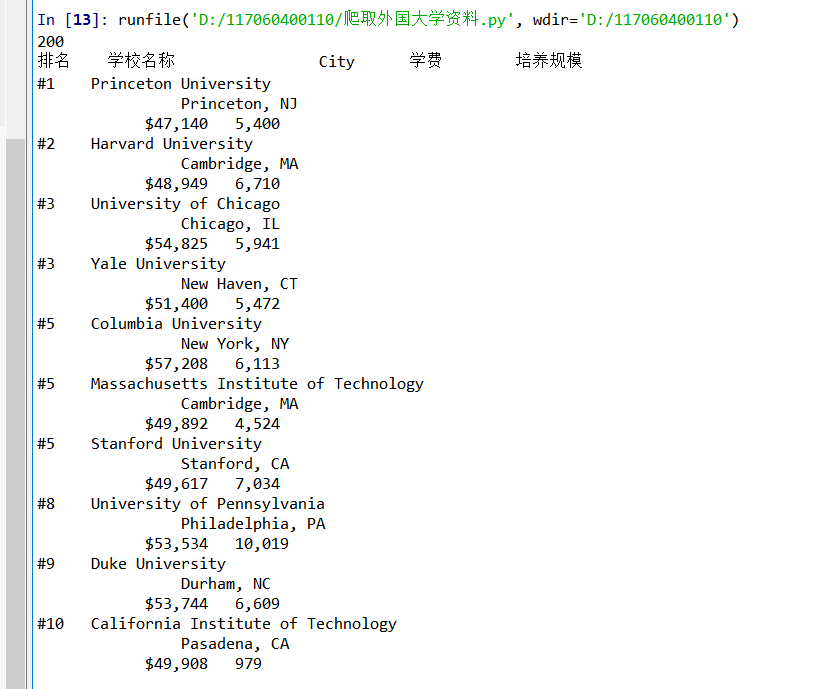 In [13]: runfile('D:/117060400110/爬取外国大学资料.py', wdir='D:/117060400110')
200
排名 学校名称 City 学费 培养规模
#1 Princeton University
Princeton, NJ
$47,140 5,400
#2 Harvard University
Cambridge, MA
$48,949 6,710
#3 University of Chicago
Chicago, IL
$54,825 5,941
#3 Yale University
New Haven, CT
$51,400 5,472
#5 Columbia University
New York, NY
$57,208 6,113
#5 Massachusetts Institute of Technology
Cambridge, MA
$49,892 4,524
#5 Stanford University
Stanford, CA
$49,617 7,034
#8 University of Pennsylvania
Philadelphia, PA
$53,534 10,019
#9 Duke University
Durham, NC
$53,744 6,609
#10 California Institute of Technology
Pasadena, CA
$49,908 979